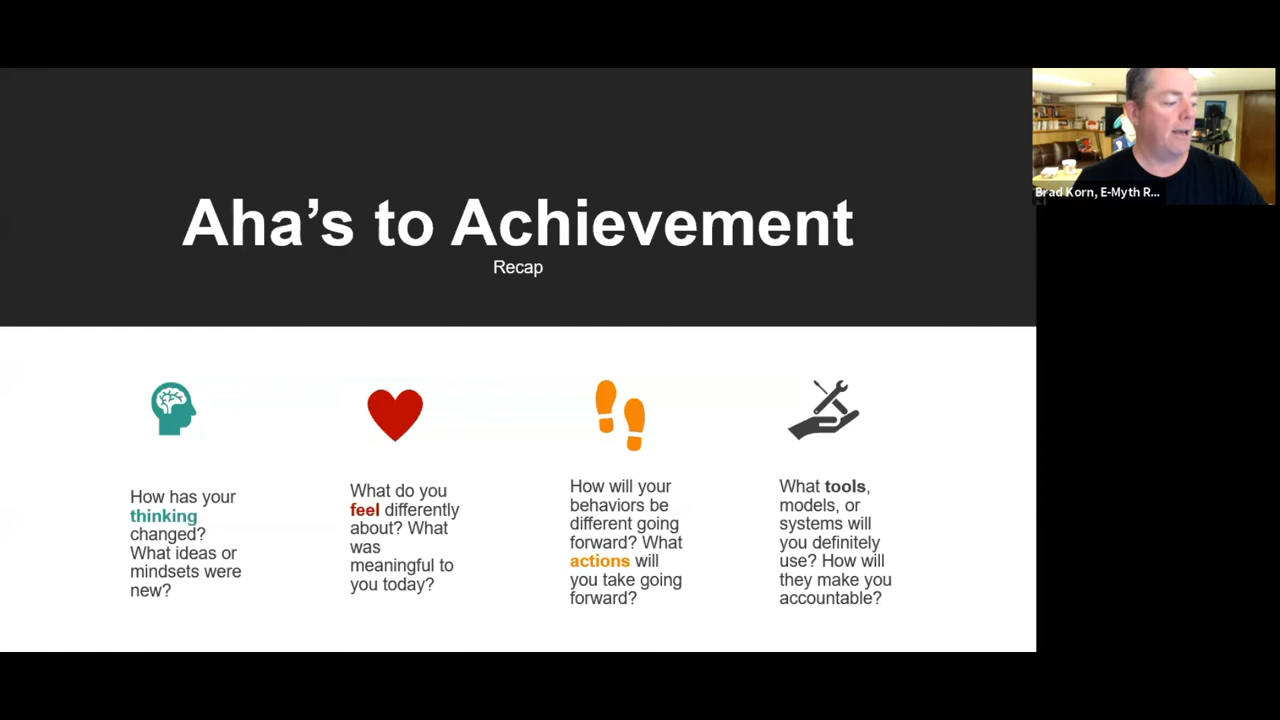 Aha’s to Achievement
Recap
How has your
thinking
changed?
What ideas or
mindsets were
new?
What do you
feel differently
about? What
was
meaningful to
you today?
How will your
behaviors be
different going
forward? What
actions will
you take going
forward?
What tools,
models, or
systems will
you definitely
use? How will
they make you
accountable?
Brad Korn, E-Myth R...